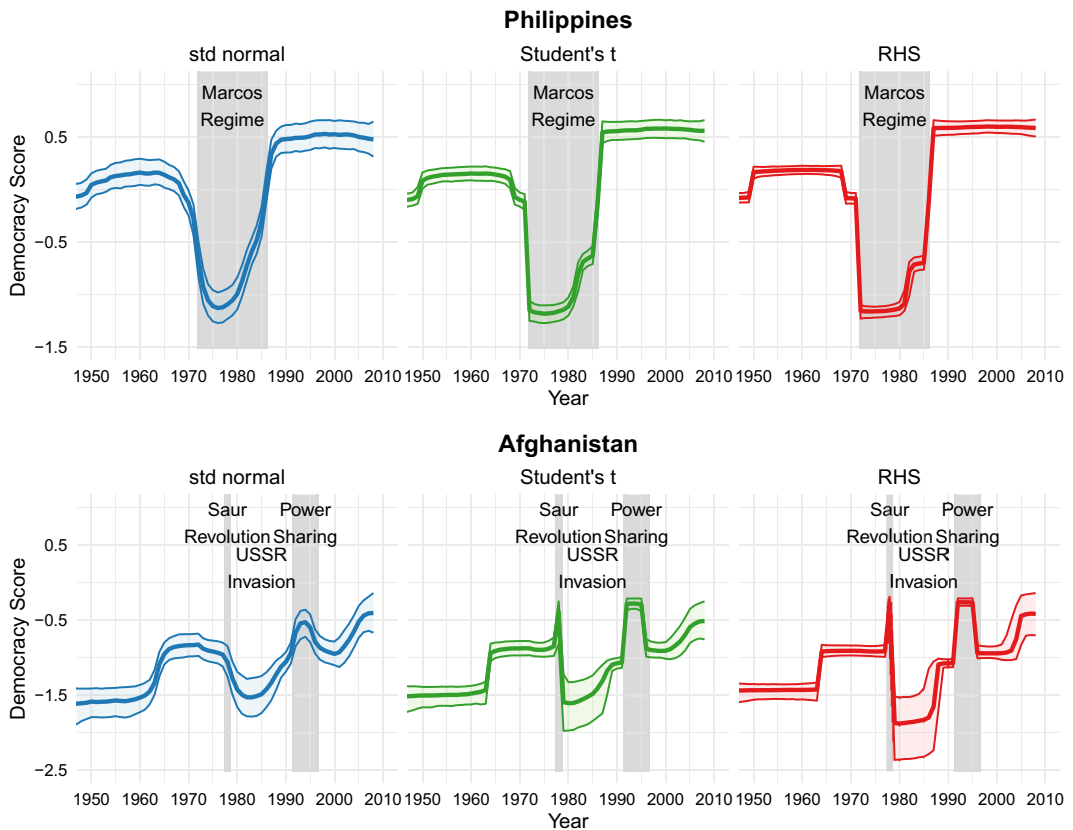 Philippines
std normal
Student's t
RHS
Marcos
Regime
Marcos
Regime
Marcos
Regime
Democracy Score
0.5
−0.5
−1.5
1950 1960 1970 1980 1990 2000 2010
1950 1960 1970 1980 1990 2000 2010
1950 1960 1970 1980 1990 2000 2010
Year
Afghanistan
std normal
Student's t
RHS
Saur
Revolution
Power
Sharing
USSR
Invasion
Saur
Revolution
Power
Sharing
USSR
Invasion
Saur
Revolution
Power
Sharing
USSR
Invasion
Democracy Score
0.5
−0.5
−1.5
−2.5
1950 1960 1970 1980 1990 2000 2010
1950 1960 1970 1980 1990 2000 2010
1950 1960 1970 1980 1990 2000 2010
Year